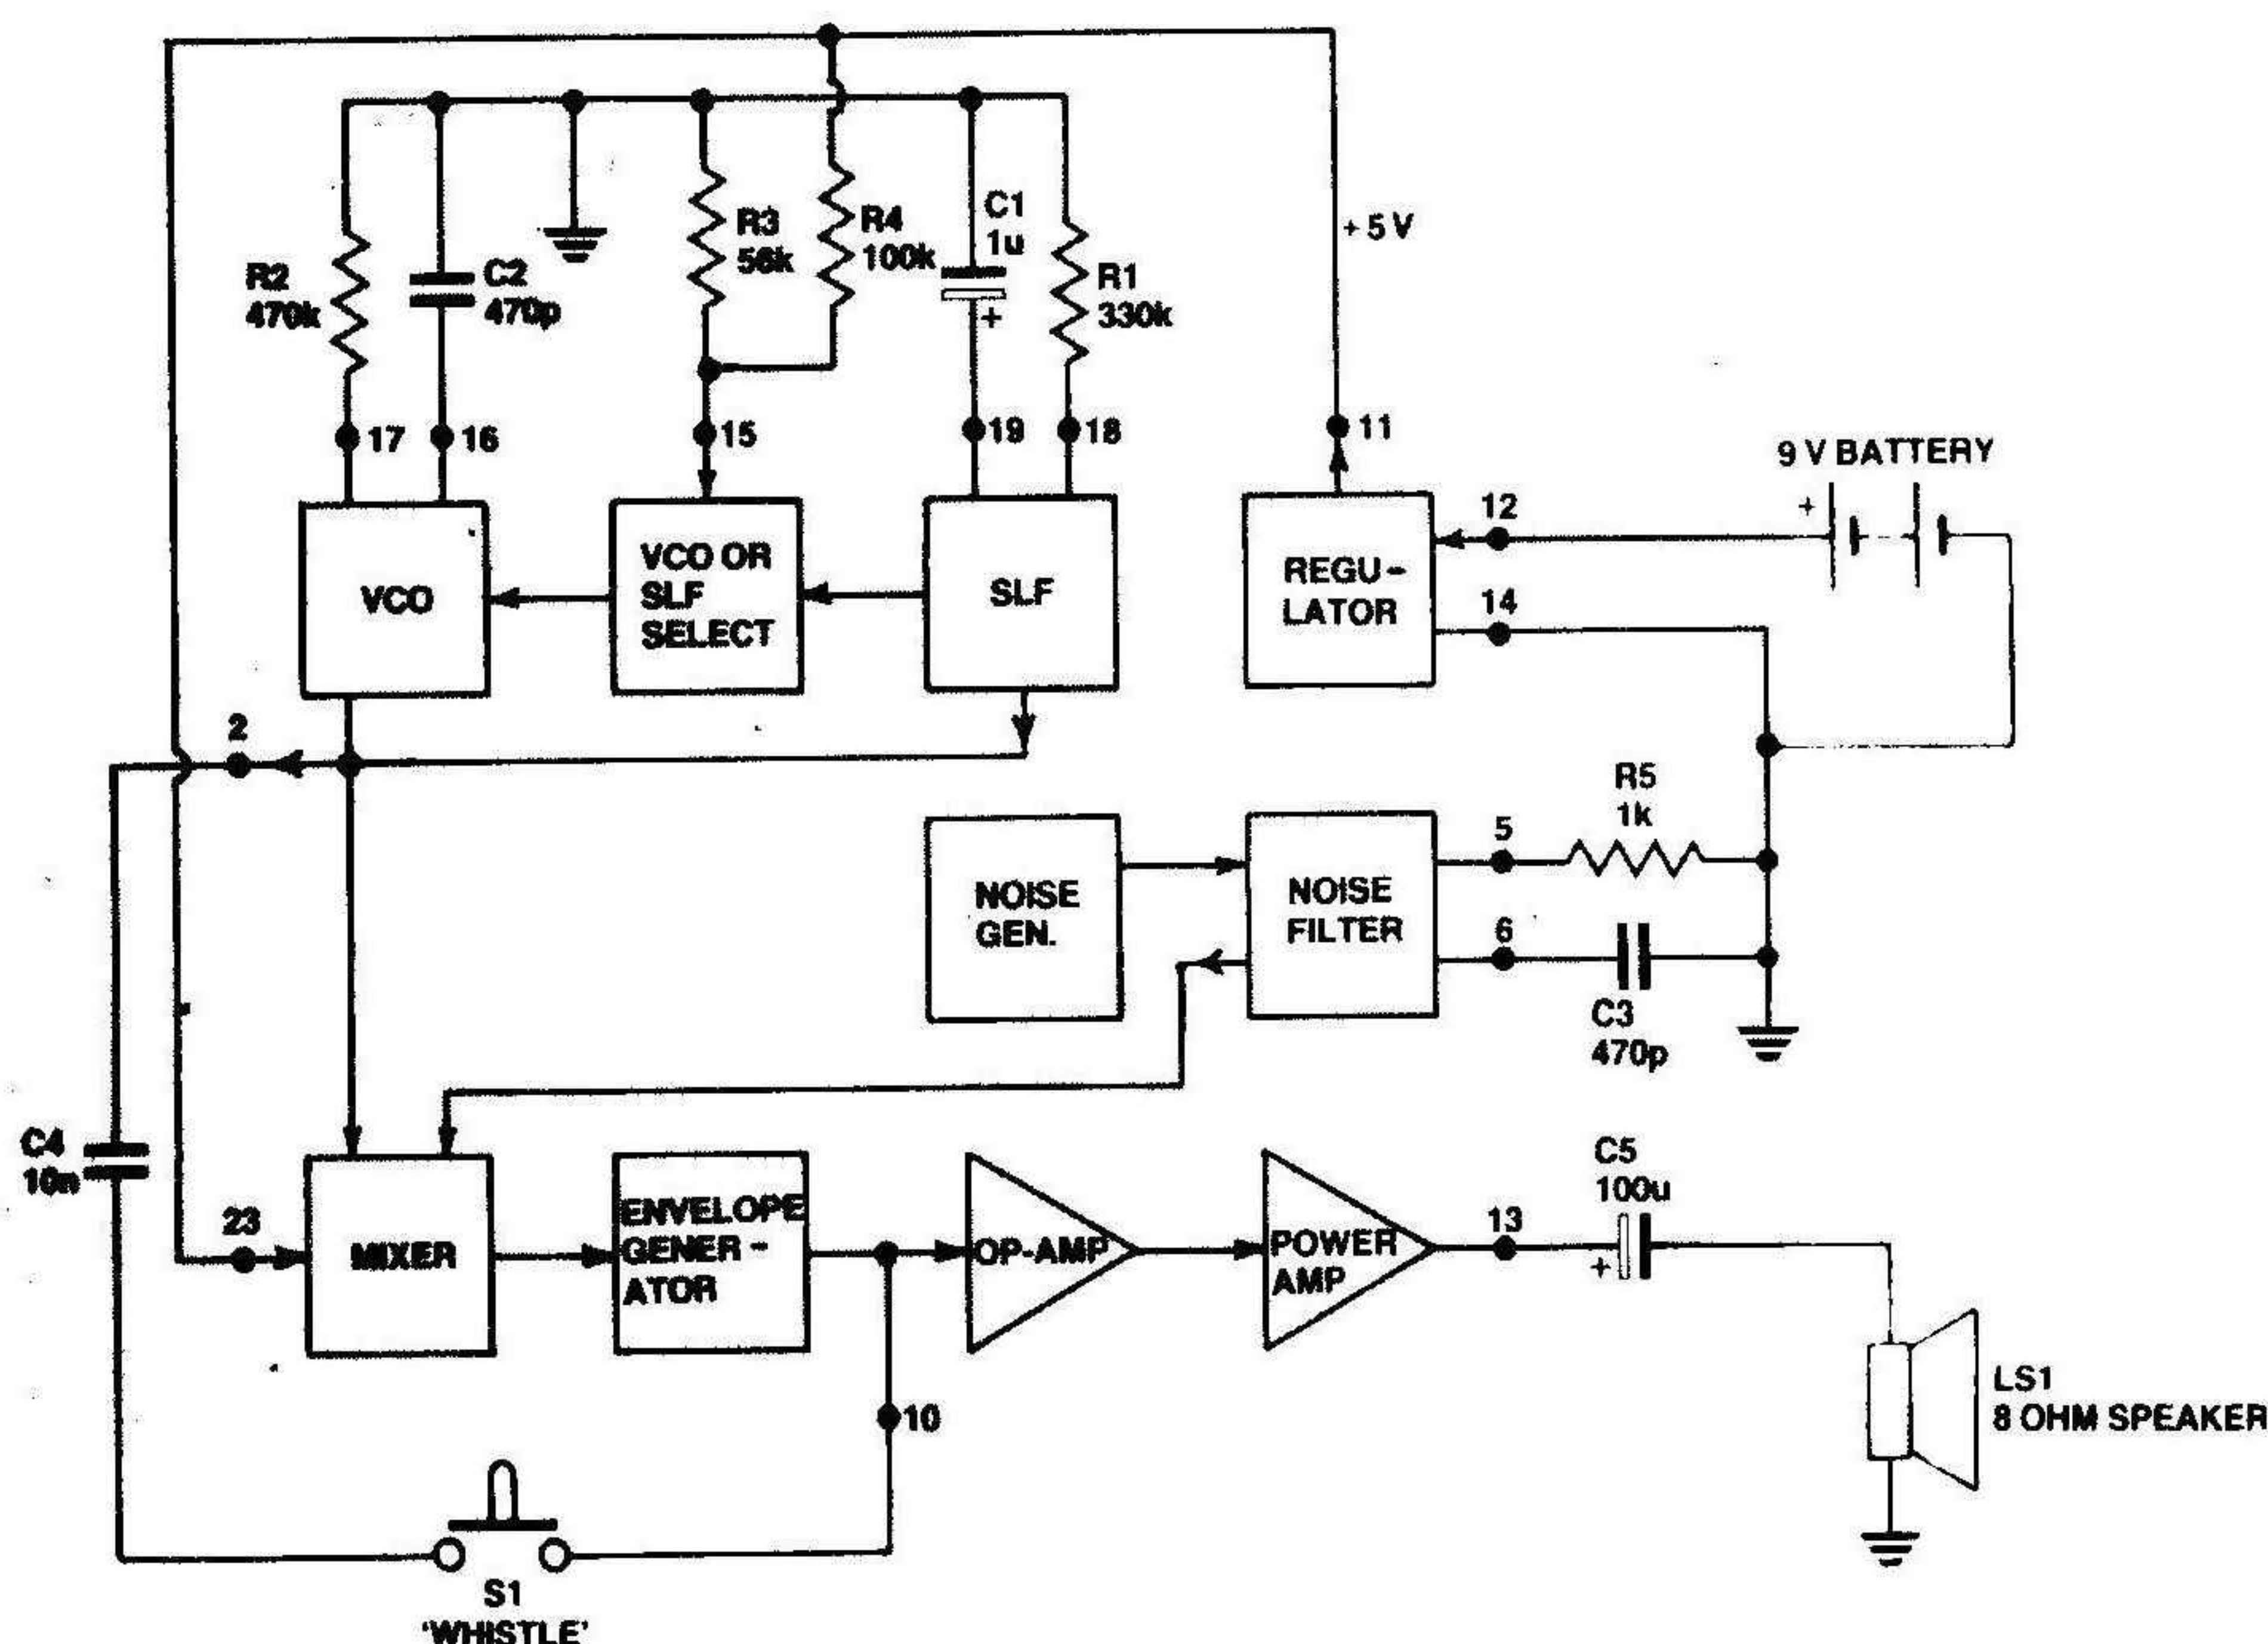 +5 V
R2
470k
C2
470p
R3
56k
R4
100k
C1
1u
+
R1
330k
17
16
15
19
18
11
9 V BATTERY
+
12
14
VCO
VCO OR
SLF
SELECT
SLF
REGU-
LATOR
2
R5
1k
5
6
NOISE
GEN.
NOISE
FILTER
C3
470p
C4
10n
23
MIXER
ENVELOPE
GENER-
ATOR
OP-AMP
POWER
AMP
13
C5
100u
+
10
LS1
8 OHM SPEAKER
S1
'WHISTLE'